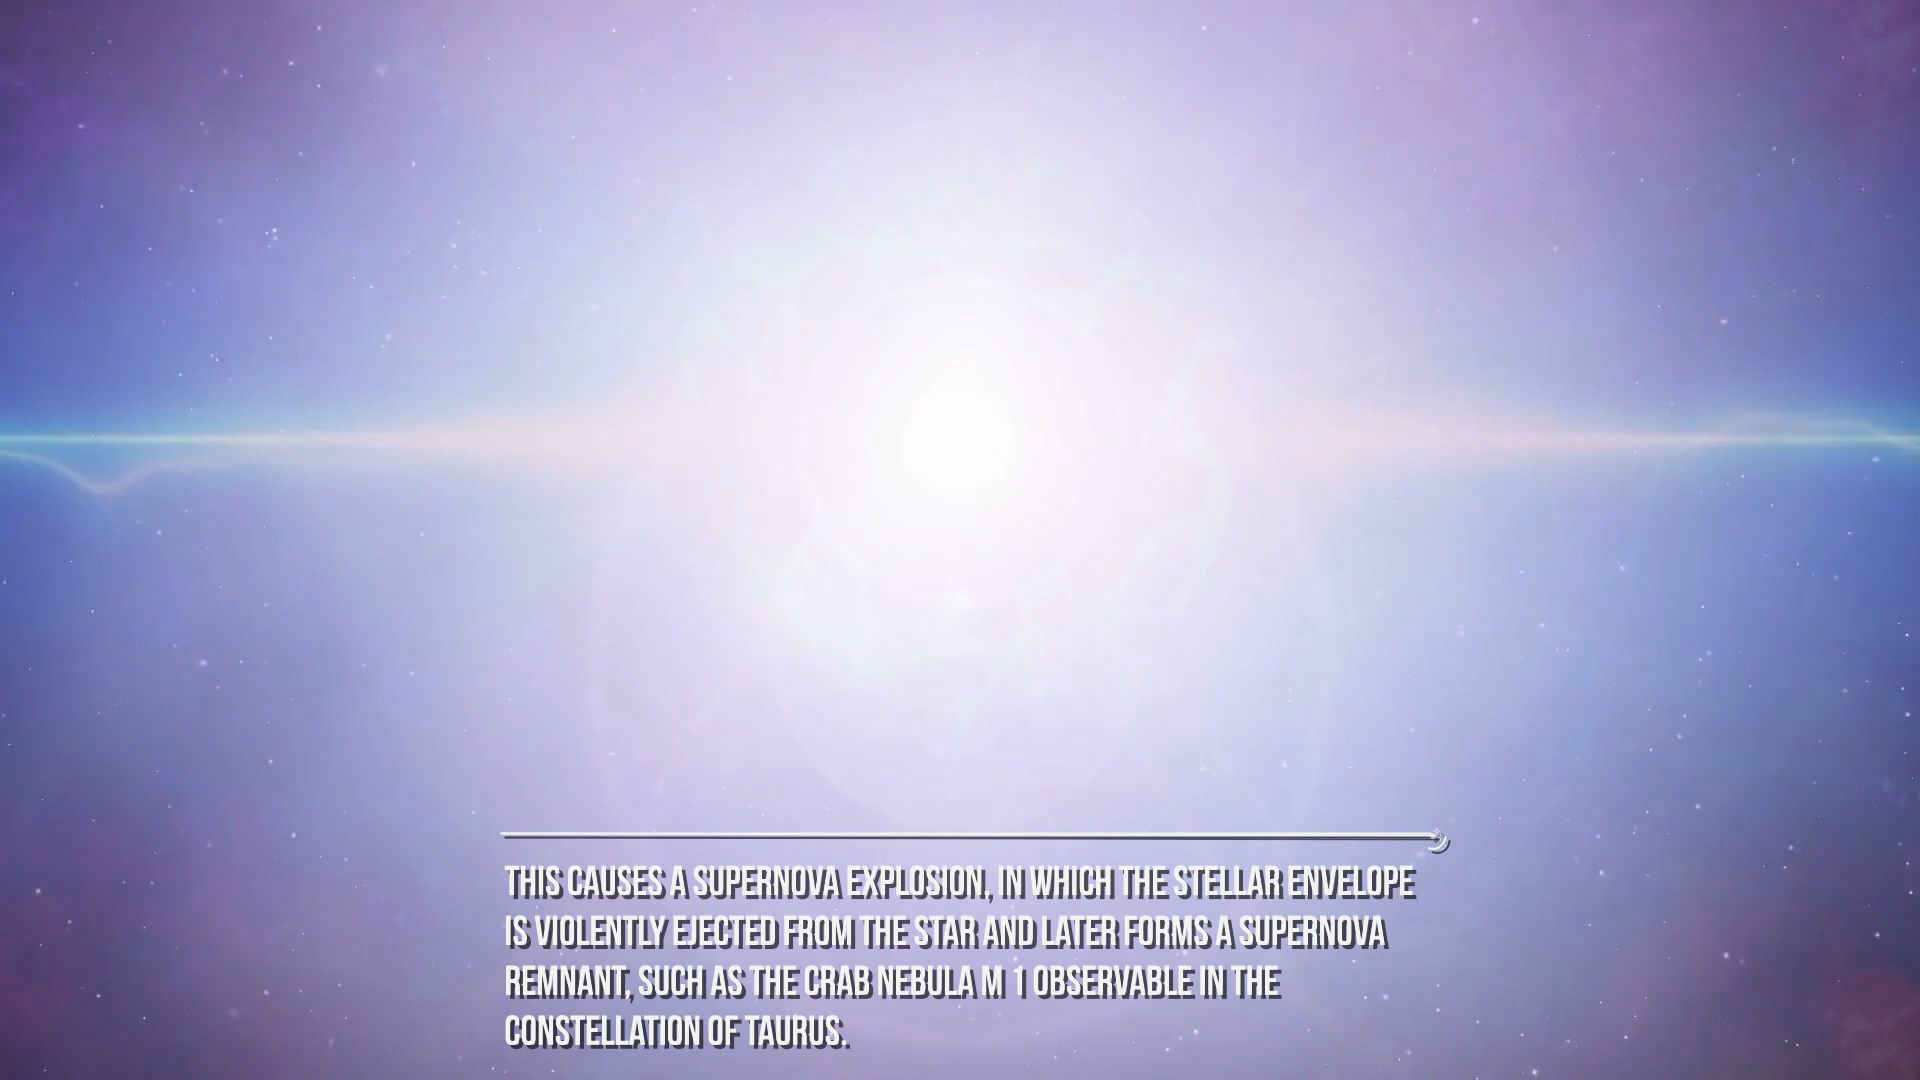 THIS CAUSES A SUPERNOVA EXPLOSION, IN WHICH THE STELLAR ENVELOPE
IS VIOLENTLY EJECTED FROM THE STAR AND LATER FORMS A SUPERNOVA
REMNANT, SUCH AS THE CRAB NEBULA M 1 OBSERVABLE IN THE
CONSTELLATION OF TAURUS.